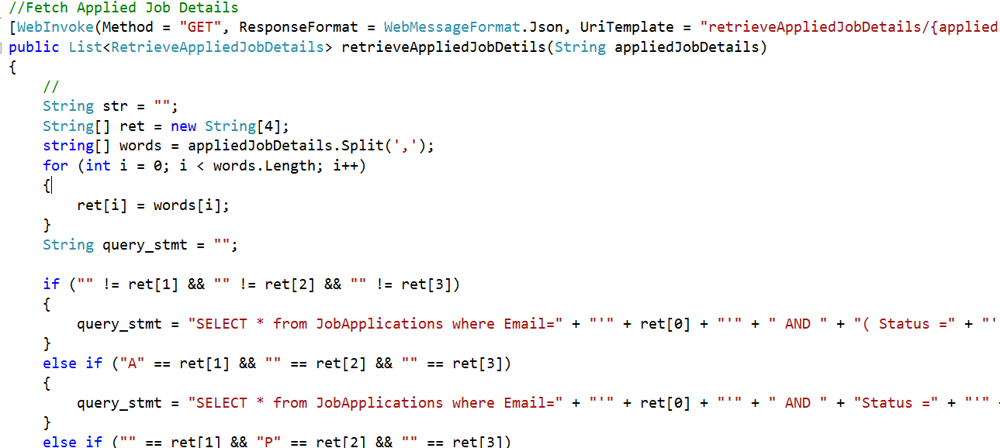 //Fetch Applied Job Details
[WebInvoke(Method = "GET", ResponseFormat = WebMessageFormat.Json, UriTemplate = "retrieveAppliedJobDetails/{applied
public List<RetrieveAppliedJobDetails> retrieveAppliedJobDetils(String appliedJobDetails)
{
//
String str = "";
String[] ret = new String[4];
string[] words = appliedJobDetails.Split(',');
for (int i = 0; i < words.Length; i++)
{
ret[i] = words[i];
}
String query_stmt = "";
if ("" != ret[1] && "" != ret[2] && "" != ret[3])
{
query_stmt = "SELECT * from JobApplications where Email=" + "'" + ret[0] + "'" + " AND " + "( Status =" + "'
}
else if ("A" == ret[1] && "" == ret[2] && "" == ret[3])
{
query_stmt = "SELECT * from JobApplications where Email=" + "'" + ret[0] + "'" + " AND " + "Status =" + "'"
}
else if ("" == ret[1] && "P" == ret[2] && "" == ret[3])